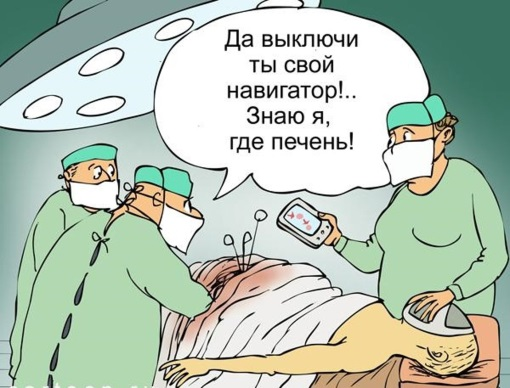 Да выключи
ты свой
навигатор!..
Знаю я,
где печень!